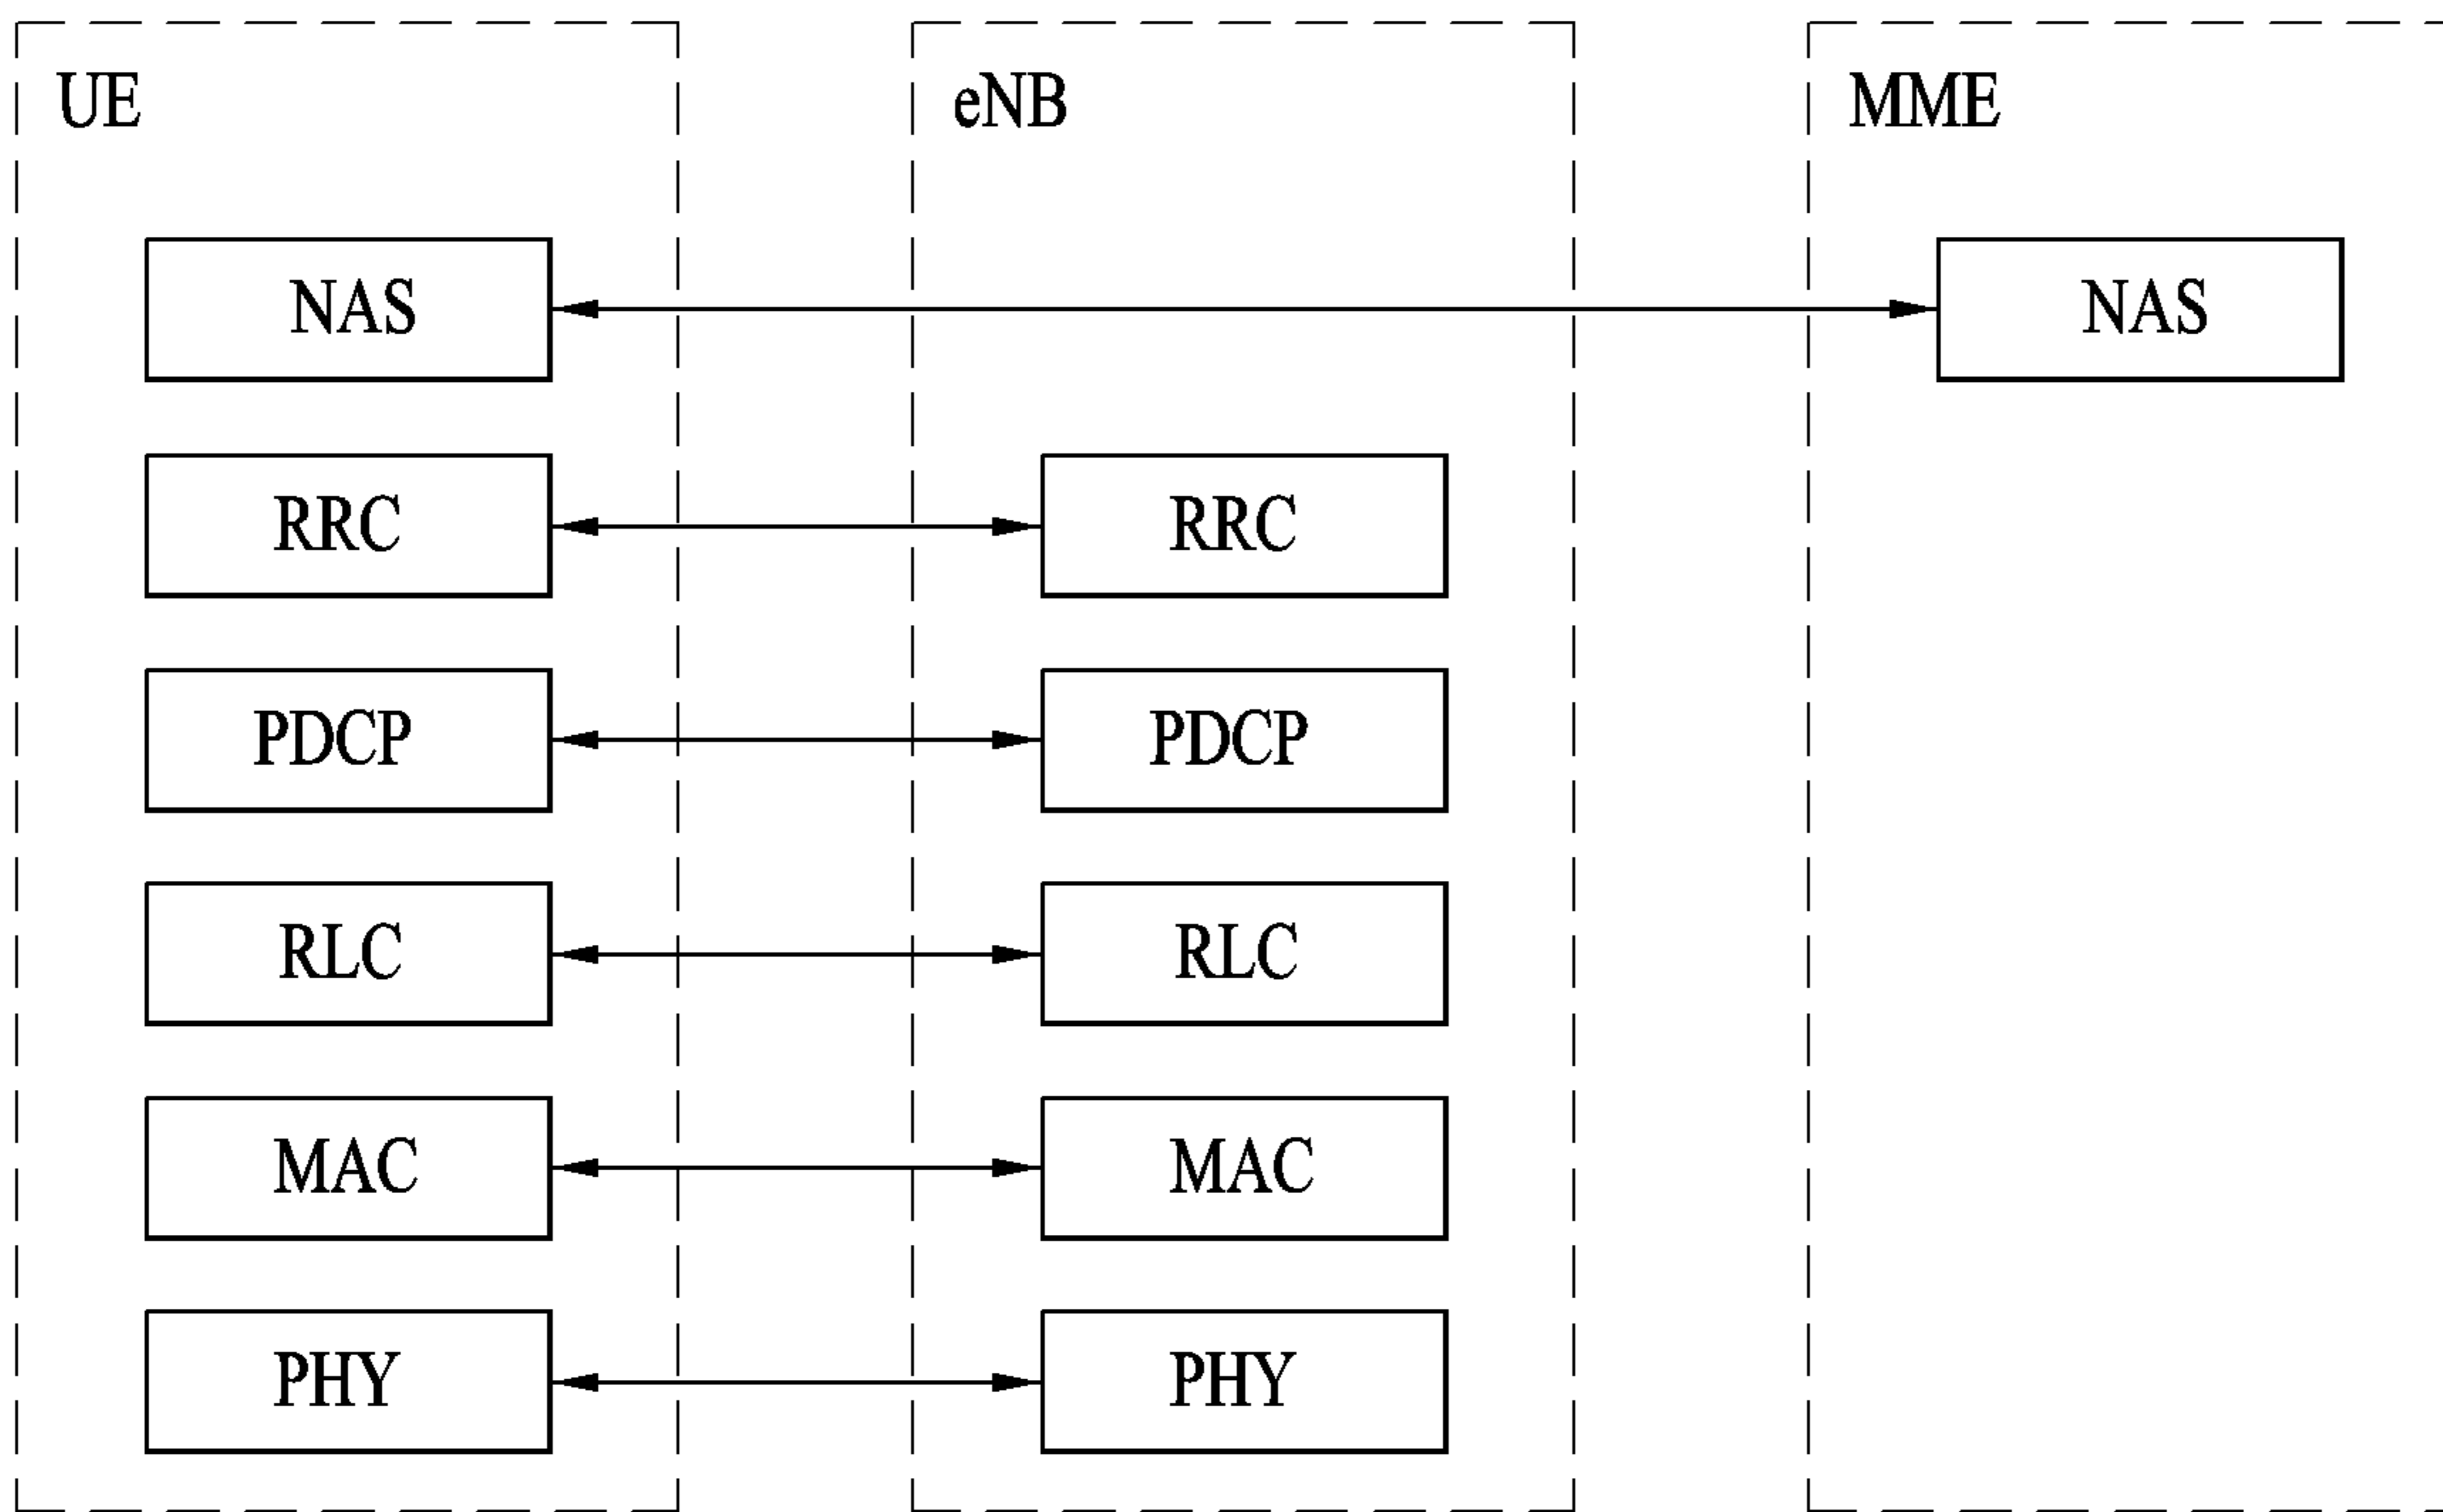 UE eNB MME
NAS NAS
RRC RRC
PDCP PDCP
RLC RLC
MAC MAC
PHY PHY